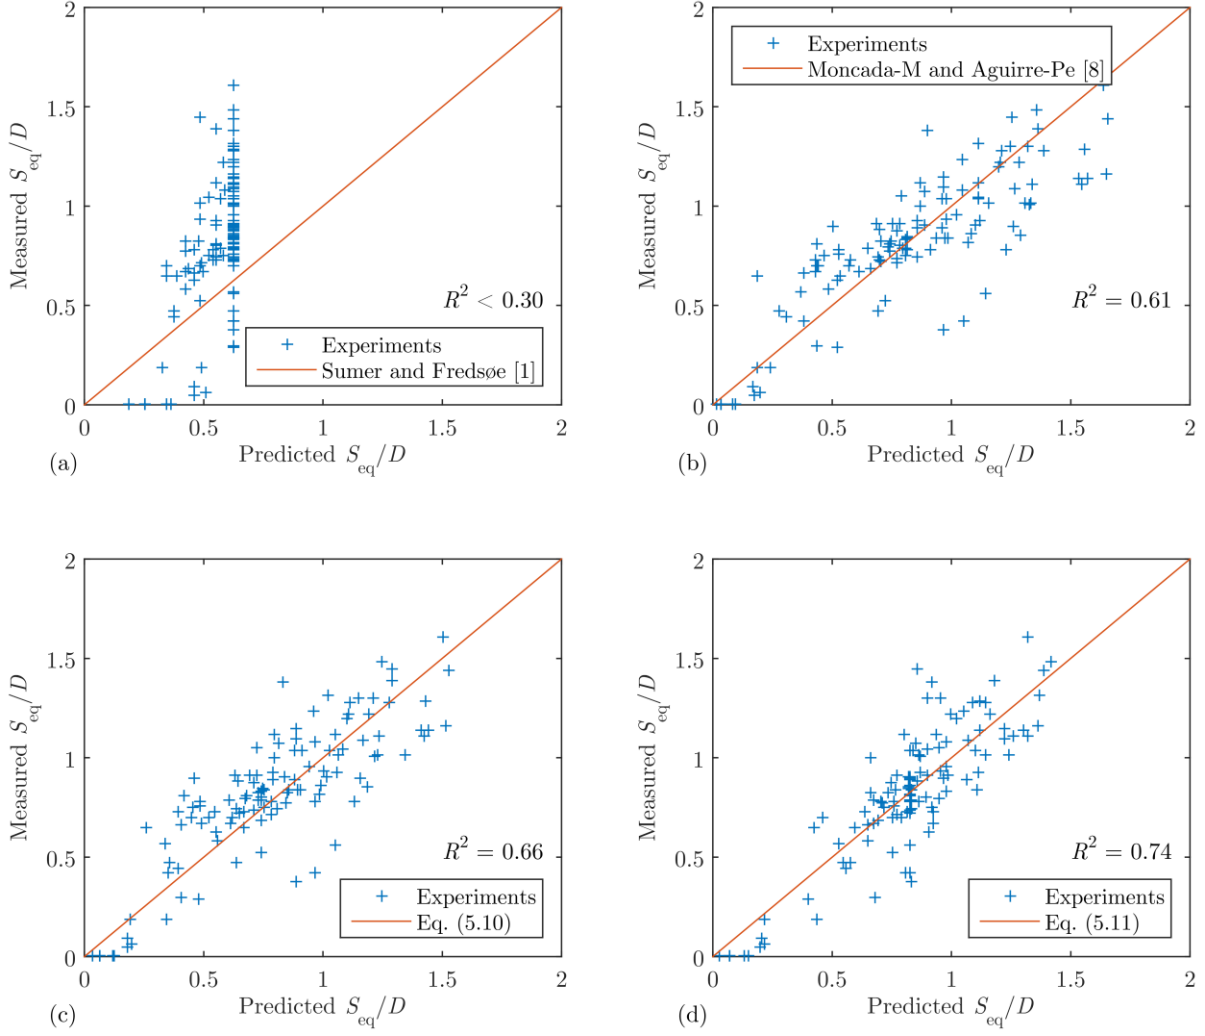 2
1.5
1
0.5
0
0
0.5
1
1.5
2
Measured S_eq/D
Predicted S_eq/D
R² < 0.30
Experiments
Sumer and Fredsøe [1]
(a)
2
1.5
1
0.5
0
0
0.5
1
1.5
2
Measured S_eq/D
Predicted S_eq/D
Experiments
Moncada-M and Aguirre-Pe [8]
R² = 0.61
(b)
2
1.5
1
0.5
0
0
0.5
1
1.5
2
Measured S_eq/D
Predicted S_eq/D
R² = 0.66
Experiments
Eq. (5.10)
(c)
2
1.5
1
0.5
0
0
0.5
1
1.5
2
Measured S_eq/D
Predicted S_eq/D
R² = 0.74
Experiments
Eq. (5.11)
(d)